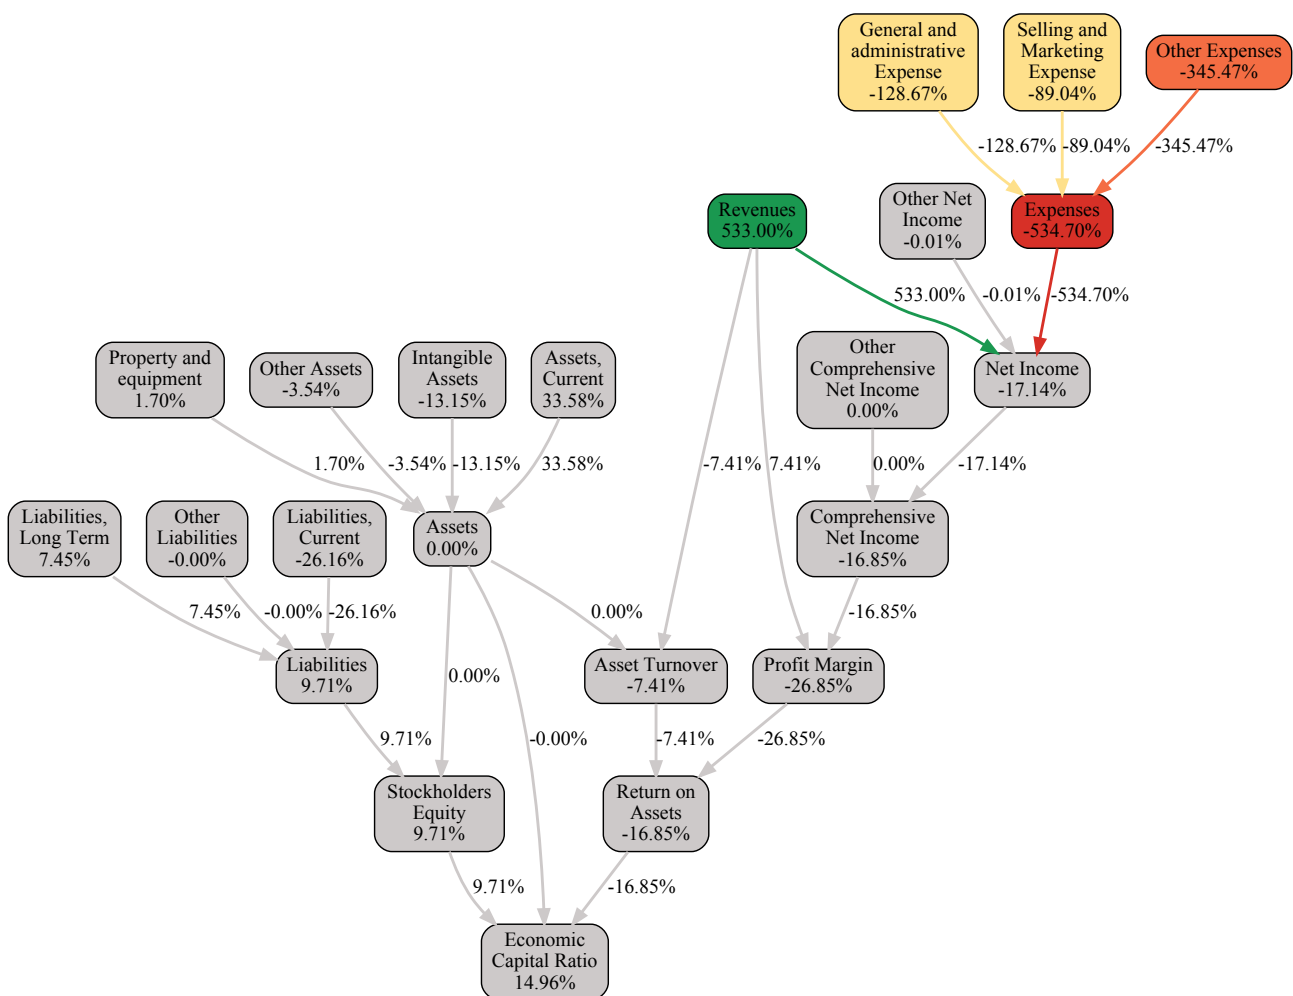 General and
administrative
Expense
-128.67%
Selling and
Marketing
Expense
-89.04%
Other Expenses
-345.47%
-128.67%
-89.04%
-345.47%
Revenues
533.00%
Other Net
Income
-0.01%
Expenses
-534.70%
533.00%
-0.01%
-534.70%
Property and
equipment
1.70%
Other Assets
-3.54%
Intangible
Assets
-13.15%
Assets,
Current
33.58%
Other
Comprehensive
Net Income
0.00%
Net Income
-17.14%
1.70%
-3.54%
-13.15%
33.58%
-7.41%
7.41%
0.00%
-17.14%
Liabilities,
Long Term
7.45%
Other
Liabilities
-0.00%
Liabilities,
Current
-26.16%
Assets
0.00%
Comprehensive
Net Income
-16.85%
7.45%
-0.00%
-26.16%
0.00%
-16.85%
Liabilities
9.71%
0.00%
Asset Turnover
-7.41%
Profit Margin
-26.85%
9.71%
-0.00%
-7.41%
-26.85%
Stockholders
Equity
9.71%
Return on
Assets
-16.85%
9.71%
-16.85%
Economic
Capital Ratio
14.96%